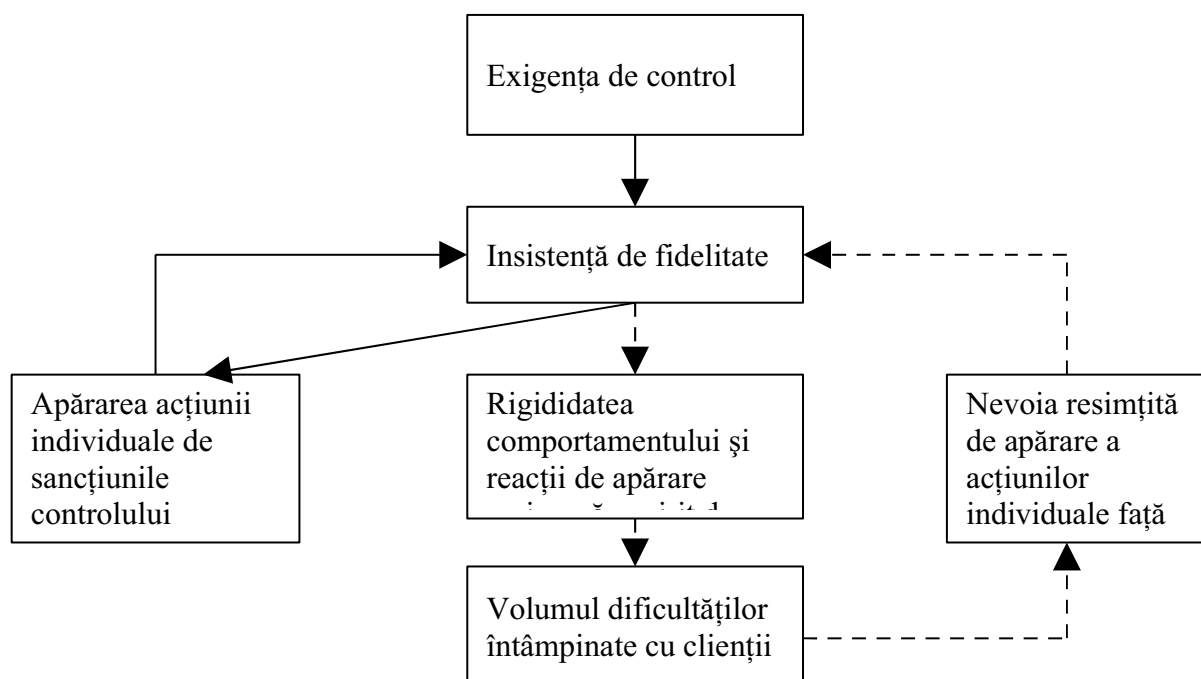 Exigența de control
Insistență de fidelitate
Apărarea acțiunii
individuale de
sancțiunile
controlului
Rigididatea
comportamentului şi
reacții de apărare
Nevoia resimțită
de apărare a
acțiunilor
individuale față
Volumul dificultăților
întâmpinate cu clienții